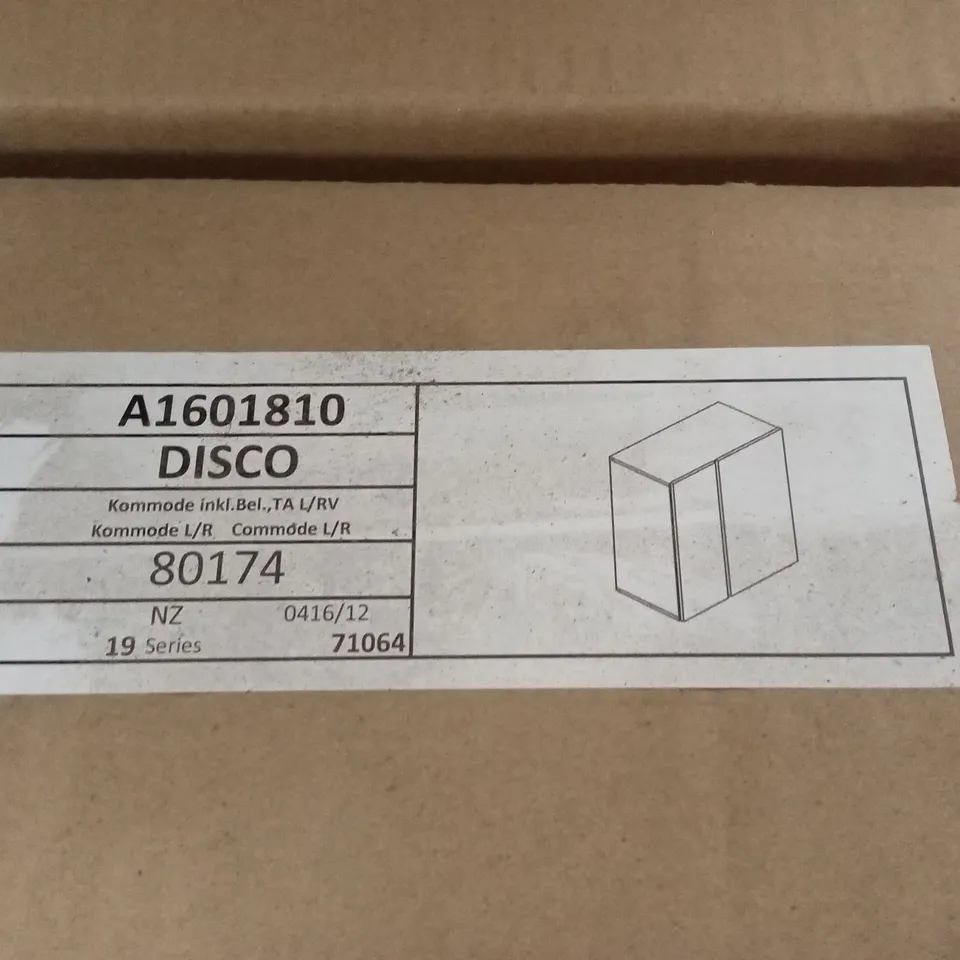 A1601810
DISCO
Kommode inkl.Bel.,TA L/RV
Kommode L/R Commode L/R
80174
NZ 0416/12
19 Series 71064